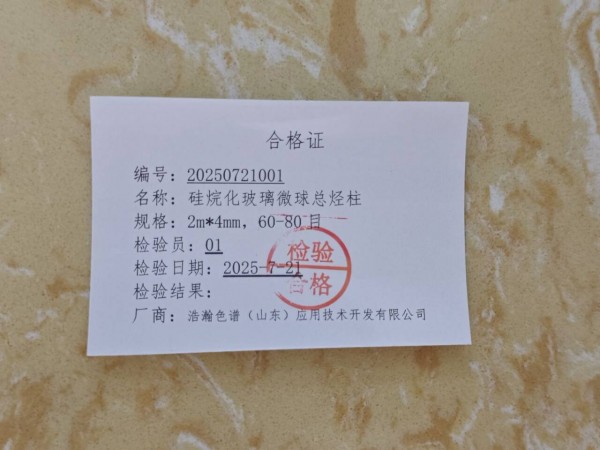 合格证
编号：20250721001
名称：硅烷化玻璃微球总烃柱
规格：2m*4mm, 60-80目
检验员：01
检验日期：2025-7-21
检验结果：
检验
合格
厂商：浩瀚色谱（山东）应用技术开发有限公司